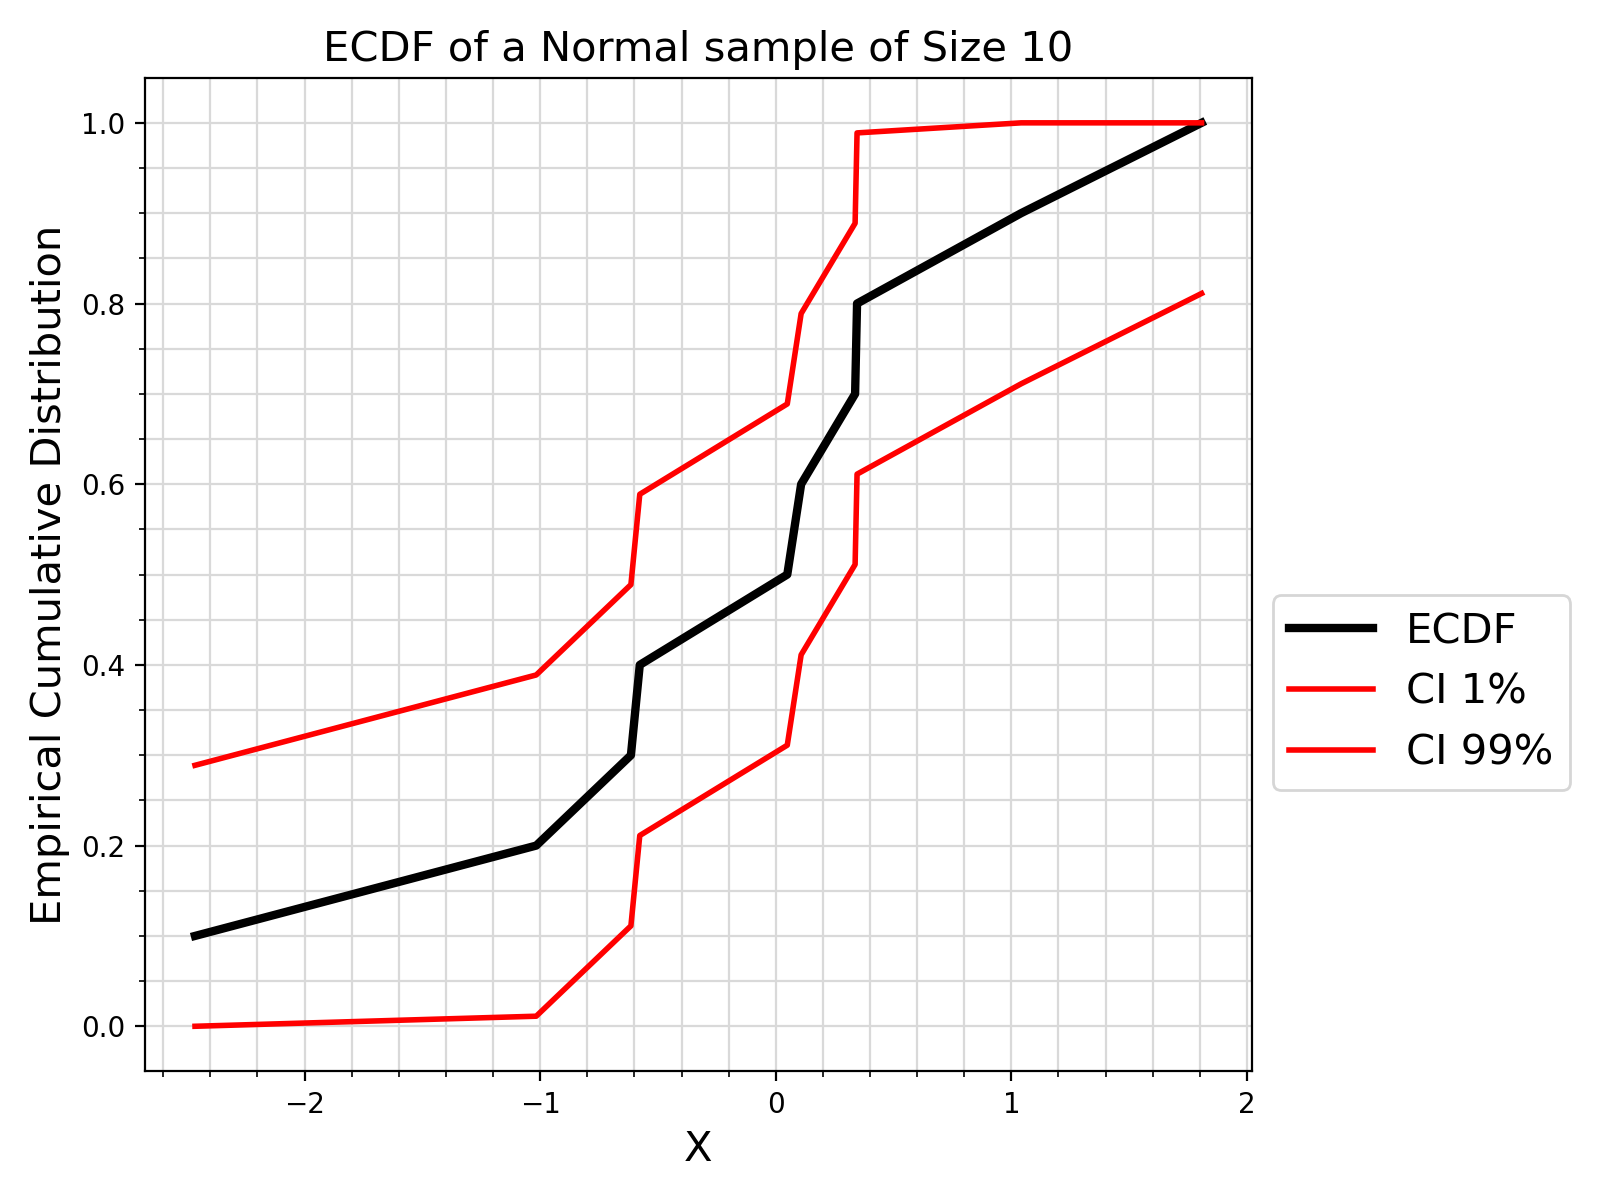 ECDF of a Normal sample of Size 10
Empirical Cumulative Distribution
1.0
0.8
0.6
0.4
0.2
0.0
−2
−1
0
1
2
X
ECDF
CI 1%
CI 99%